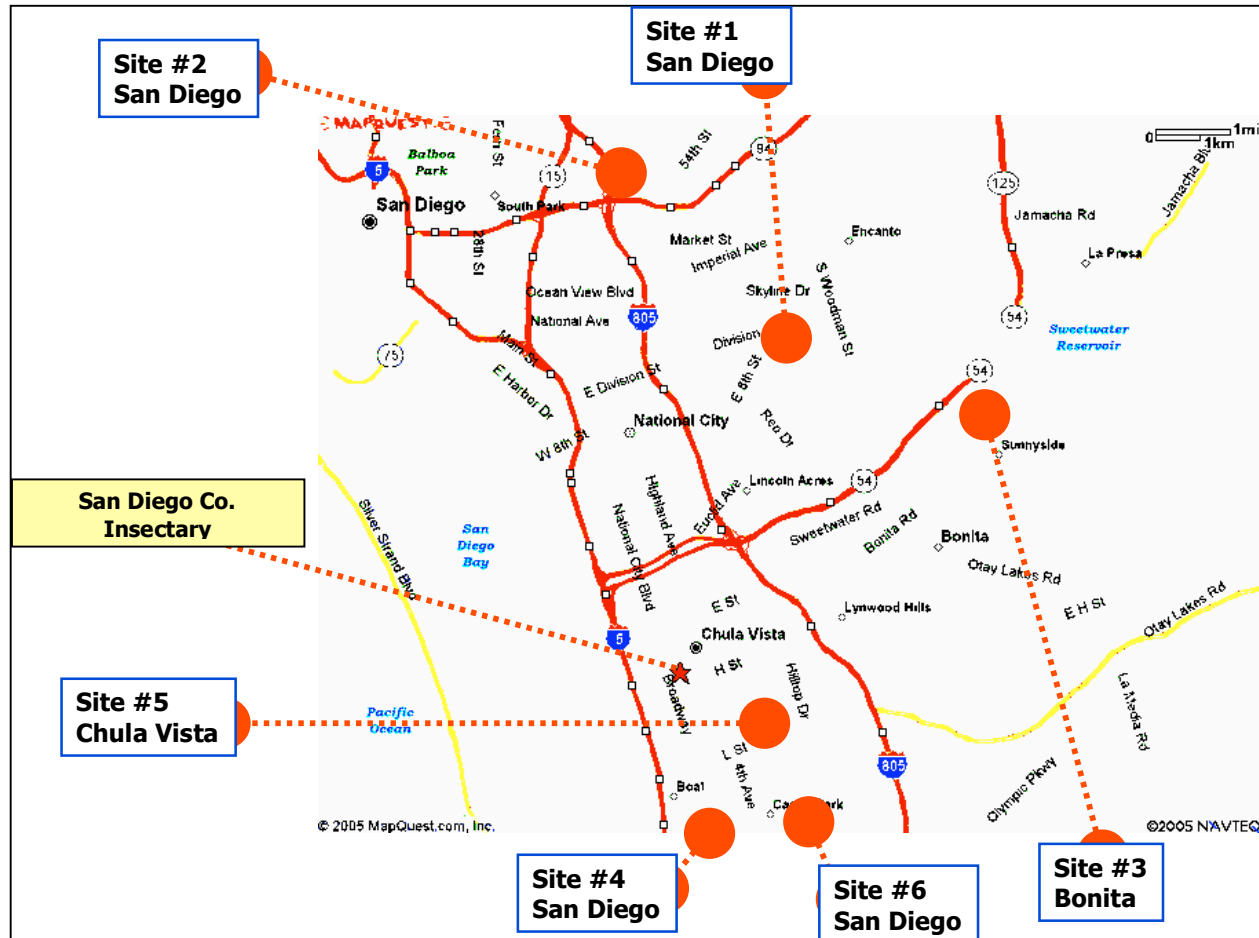 Site #1
San Diego
Site #2
San Diego
MAPQUEST
1mi
1km
Balboa
Park
54th St
94
5
15
125
Jamacha Rd
San Diego
South Park
28th St
Market St
Imperial Ave
Encanto
La Presa
S Woodman St
Skyline Dr
Ocean View Blvd
National Ave
805
54
Sweetwater
Reservoir
Division
75
Main St
E Harbor Dr
E Division St
E 8th St
54
National City
W 8th St
Reo Dr
Sunnyside
Lincoln Acres
54
Euclid Ave
Highland Ave
National City Blvd
Sweetwater Rd
Bonita Rd
Bonita
Otay Lakes Rd
San Diego Co.
Insectary
Silver Strand Blvd
San
Diego
Bay
E St
Lynwood Hills
E H St
Otay Lakes Rd
5
Chula Vista
H St
Broadway
Hilltop Dr
La Media Rd
Site #5
Chula Vista
Pacific
Ocean
L St
4th Ave
805
Olympic Pkwy
© 2005 MapQuest.com, Inc.
©2005 NAVTEQ
Site #4
San Diego
Site #6
San Diego
Site #3
Bonita